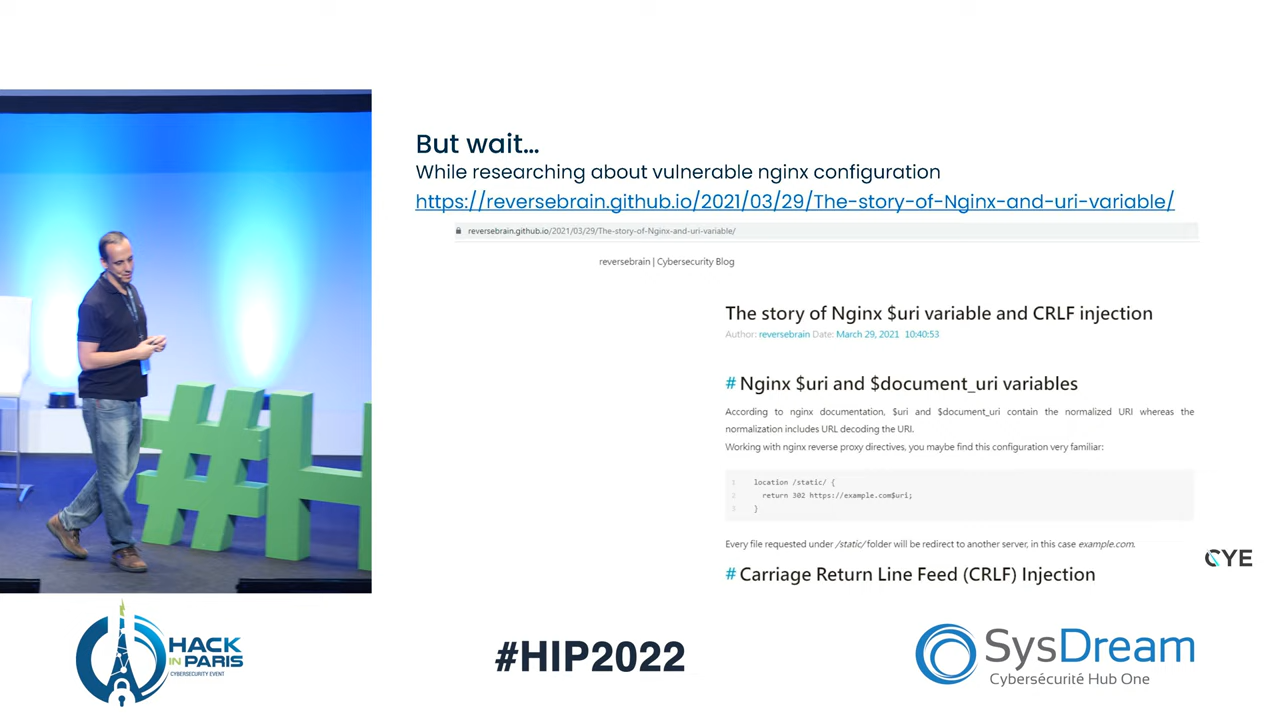 But wait...
While researching about vulnerable nginx configuration
https://reversebrain.github.io/2021/03/29/The-story-of-Nginx-and-uri-variable/
reversebrain.github.io/2021/03/29/The-story-of-Nginx-and-uri-variable/
reversebrain | Cybersecurity Blog
The story of Nginx $uri variable and CRLF injection
Author: reversebrain Date: March 29, 2021 10:40:53
# Nginx $uri and $document_uri variables
According to nginx documentation, $uri and $document_uri contain the normalized URI whereas the
normalization includes URL decoding the URI.
Working with nginx reverse proxy directives, you maybe find this configuration very familiar:
1 location /static/ {
2 return 302 https://example.com$uri;
3 }
Every file requested under /static/ folder will be redirect to another server, in this case example.com.
# Carriage Return Line Feed (CRLF) Injection
CYE
#H
HACK
IN PARIS
CYBERSECURITY EVENT
#HIP2022
SysDream
Cybersécurité Hub One